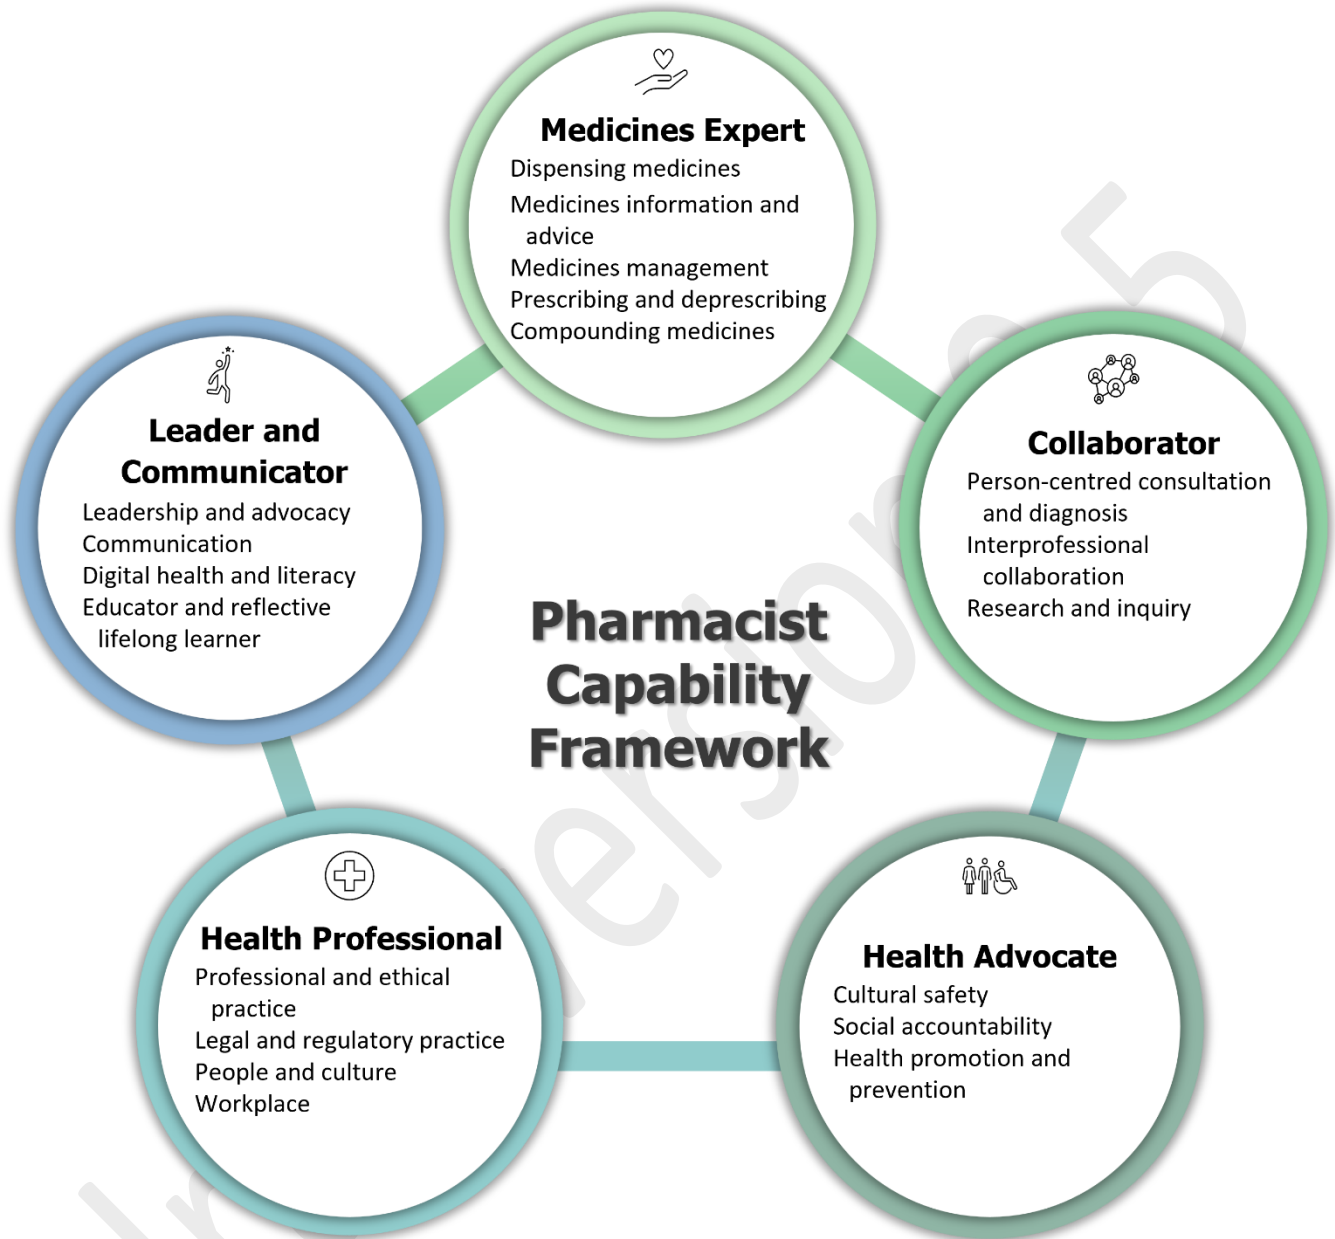 Medicines Expert
Dispensing medicines
Medicines information and
advice
Medicines management
Prescribing and deprescribing
Compounding medicines
Leader and
Communicator
Leadership and advocacy
Communication
Digital health and literacy
Educator and reflective
lifelong learner
Collaborator
Person-centred consultation
and diagnosis
Interprofessional
collaboration
Research and inquiry
Pharmacist
Capability
Framework
Health Professional
Professional and ethical
practice
Legal and regulatory practice
People and culture
Workplace
Health Advocate
Cultural safety
Social accountability
Health promotion and
prevention